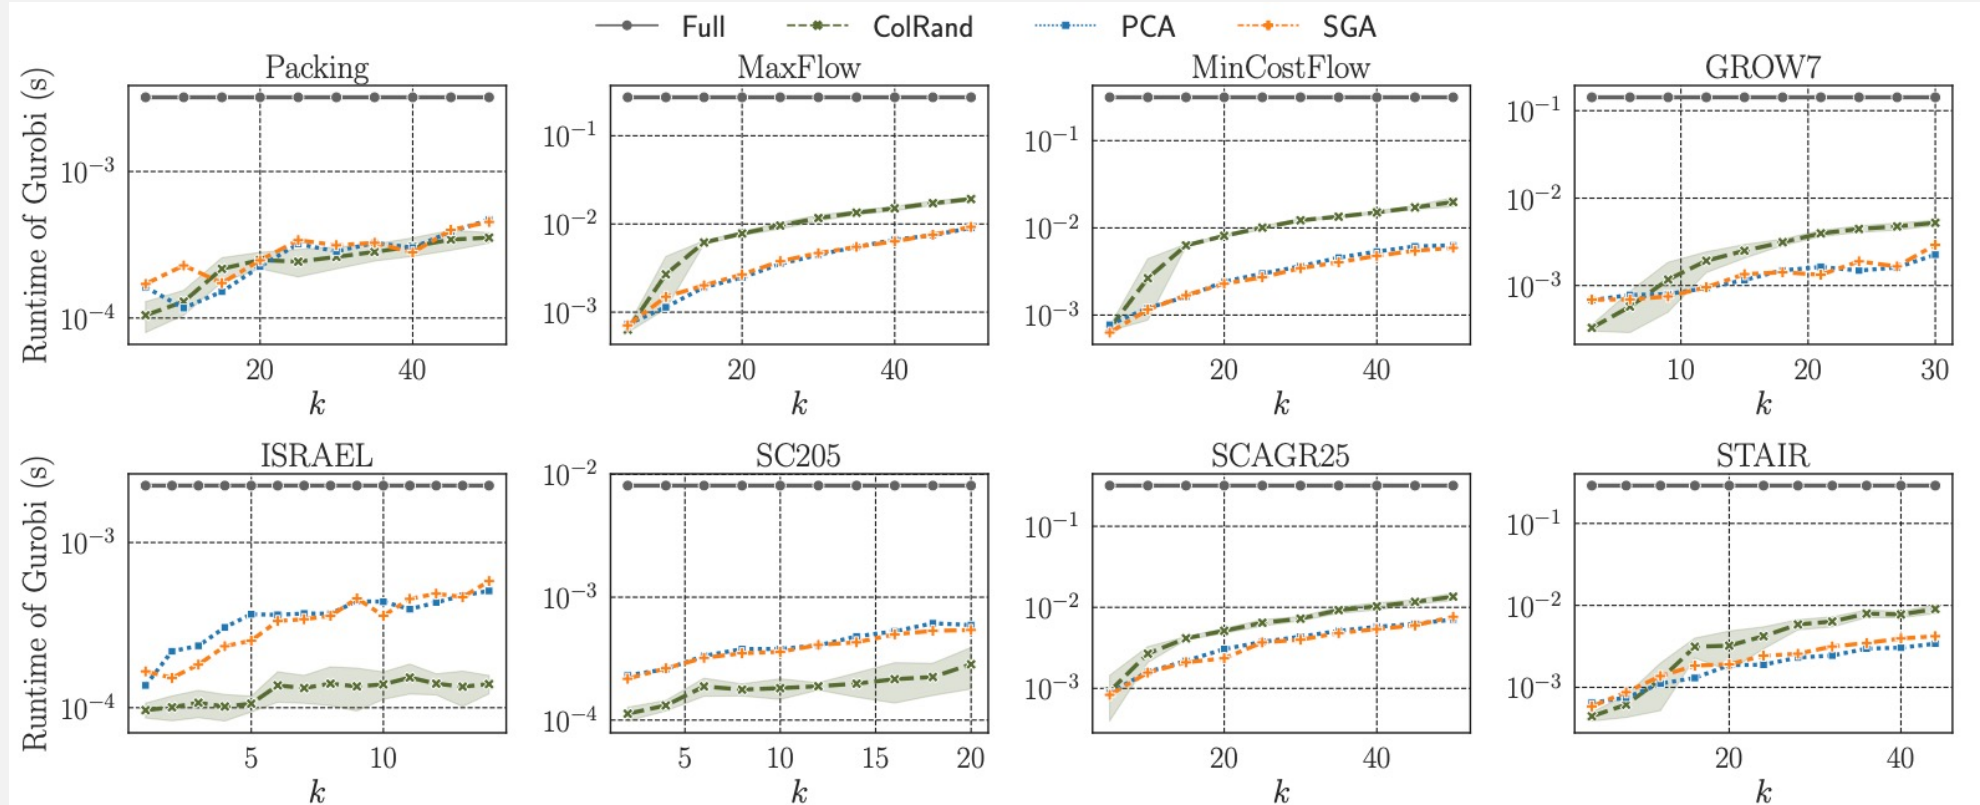 Full ColRand PCA SGA
Packing MaxFlow MinCostFlow GROW7
Runtime of Gurobi (s)
10⁻³
10⁻⁴
20 40
k
10⁻¹
10⁻²
10⁻³
20 40
k
10⁻¹
10⁻²
10⁻³
20 40
k
10⁻¹
10⁻²
10⁻³
10 20 30
k
ISRAEL SC205 SCAGR25 STAIR
Runtime of Gurobi (s)
10⁻³
10⁻⁴
5 10
k
10⁻²
10⁻³
10⁻⁴
5 10 15 20
k
10⁻¹
10⁻²
10⁻³
20 40
k
10⁻¹
10⁻²
10⁻³
20 40
k